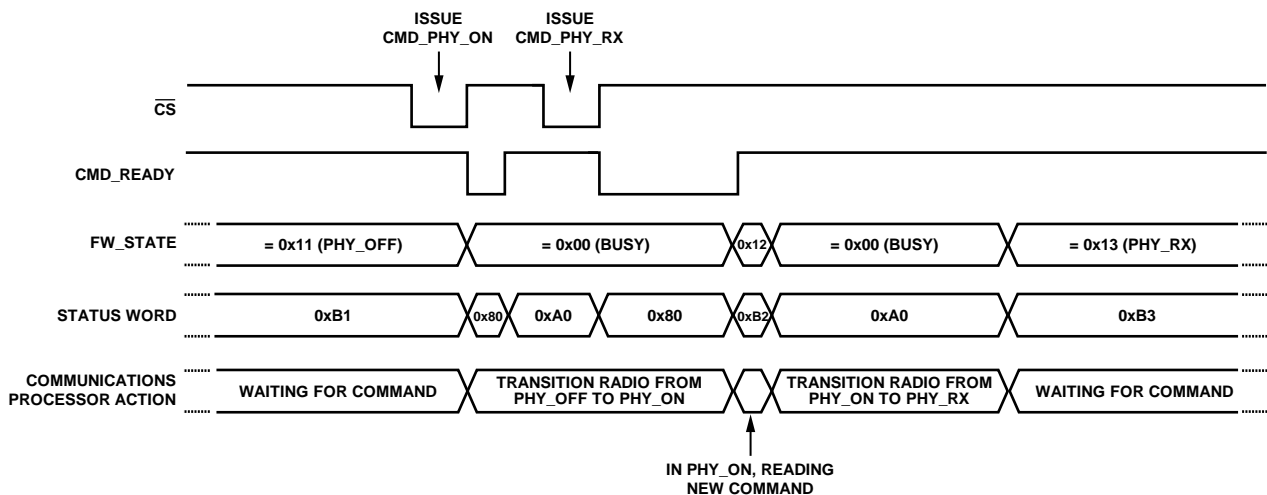 ISSUE
CMD_PHY_ON
ISSUE
CMD_PHY_RX
CS
CMD_READY
FW_STATE
= 0x11 (PHY_OFF)
= 0x00 (BUSY)
0x12
= 0x00 (BUSY)
= 0x13 (PHY_RX)
STATUS WORD
0xB1
0x80
0xA0
0x80
0xB2
0xA0
0xB3
COMMUNICATIONS
PROCESSOR ACTION
WAITING FOR COMMAND
TRANSITION RADIO FROM
PHY_OFF TO PHY_ON
TRANSITION RADIO FROM
PHY_ON TO PHY_RX
WAITING FOR COMMAND
IN PHY_ON, READING
NEW COMMAND